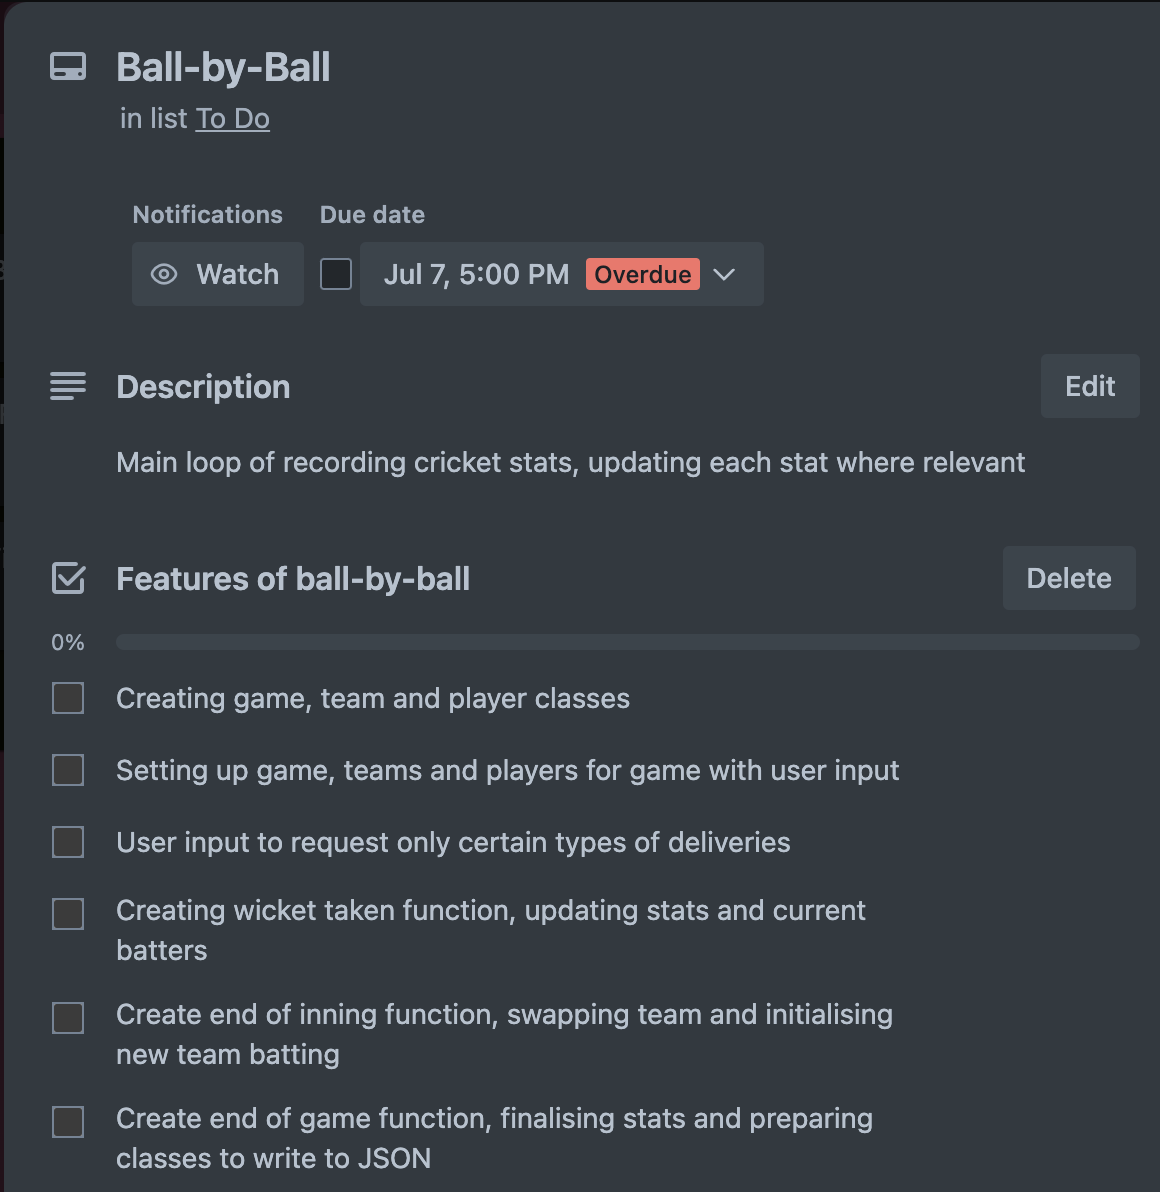 Ball-by-Ball
in list To Do
Notifications Due date
Watch Jul 7, 5:00 PM Overdue
Description Edit
Main loop of recording cricket stats, updating each stat where relevant
Features of ball-by-ball Delete
0%
Creating game, team and player classes
Setting up game, teams and players for game with user input
User input to request only certain types of deliveries
Creating wicket taken function, updating stats and current
batters
Create end of inning function, swapping team and initialising
new team batting
Create end of game function, finalising stats and preparing
classes to write to JSON